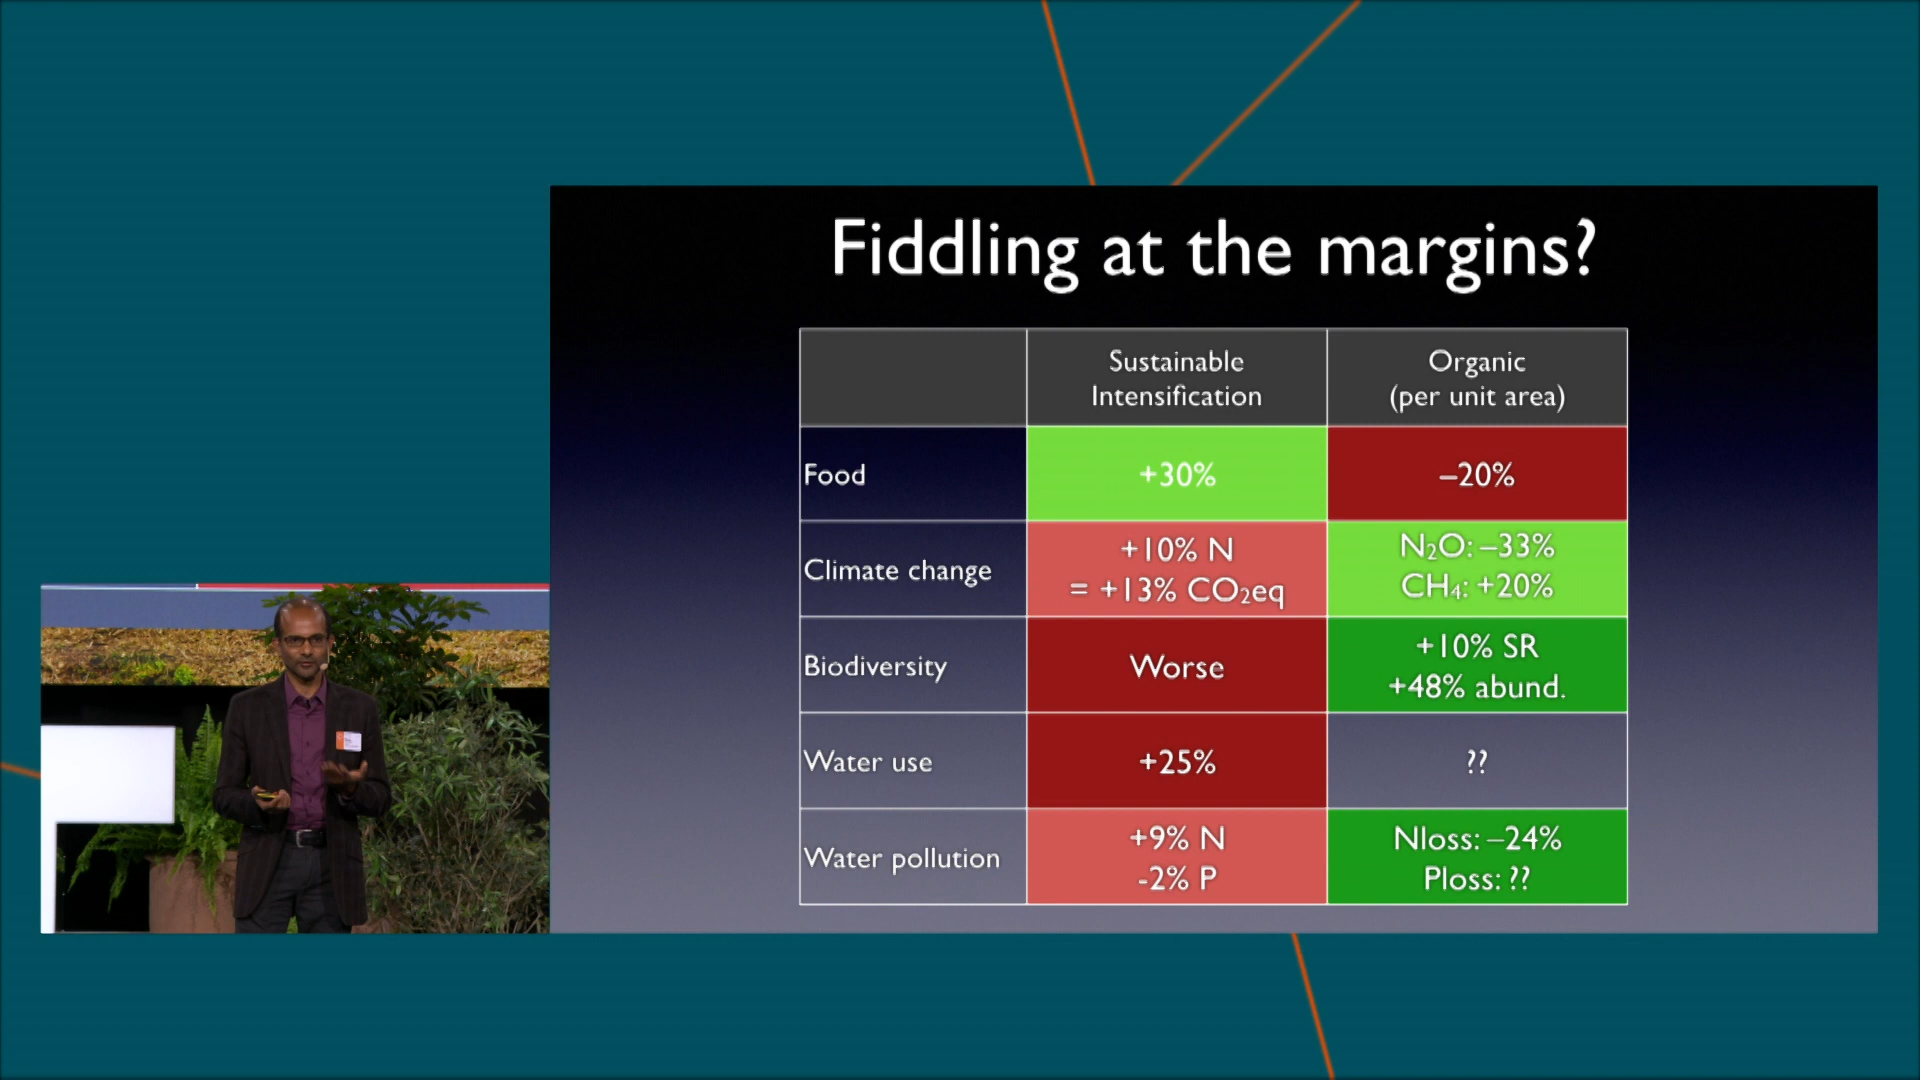 Fiddling at the margins?
Sustainable
Intensification
Organic
(per unit area)
Food
+30%
–20%
Climate change
+10% N
= +13% CO₂eq
N₂O: –33%
CH₄: +20%
Biodiversity
Worse
+10% SR
+48% abund.
Water use
+25%
??
Water pollution
+9% N
-2% P
Nloss: –24%
Ploss: ??